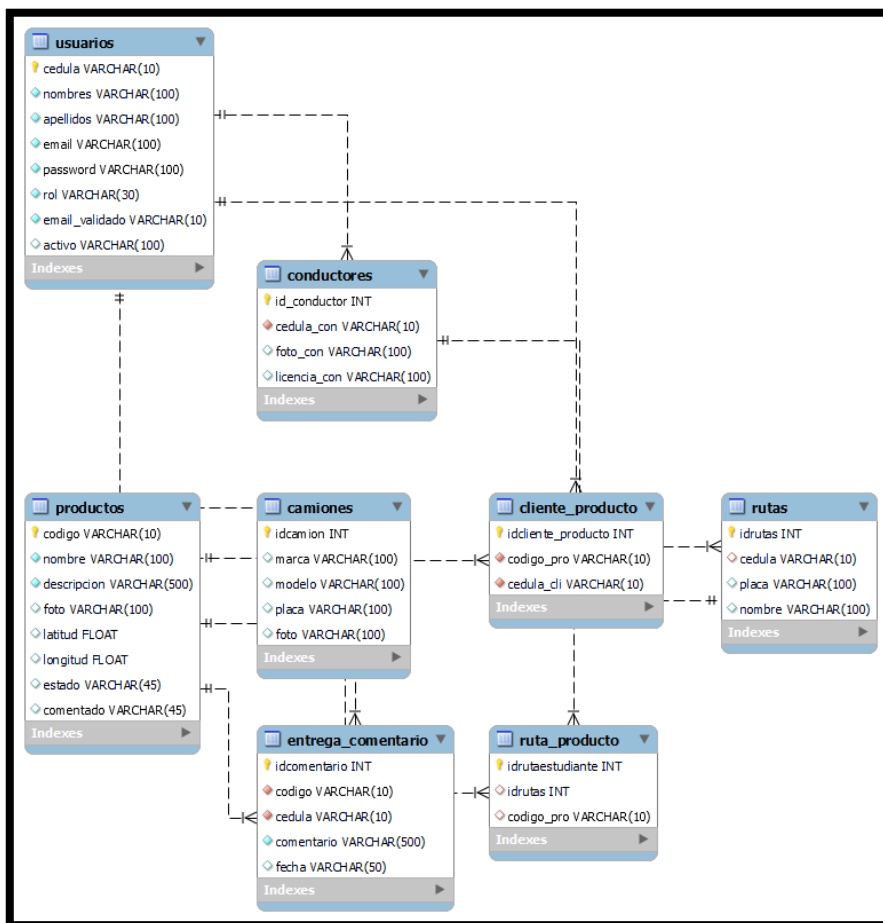 usuarios
cedula VARCHAR(10)
nombres VARCHAR(100)
apellidos VARCHAR(100)
email VARCHAR(100)
password VARCHAR(100)
rol VARCHAR(30)
email_validado VARCHAR(10)
activo VARCHAR(100)
Indexes
conductores
id_conductor INT
cedula_con VARCHAR(10)
foto_con VARCHAR(100)
licencia_con VARCHAR(100)
Indexes
productos
codigo VARCHAR(10)
nombre VARCHAR(100)
descripcion VARCHAR(500)
foto VARCHAR(100)
latitud FLOAT
longitud FLOAT
estado VARCHAR(45)
comentado VARCHAR(45)
Indexes
camiones
idcamion INT
marca VARCHAR(100)
modelo VARCHAR(100)
placa VARCHAR(100)
foto VARCHAR(100)
Indexes
cliente_producto
idcliente_producto INT
codigo_pro VARCHAR(10)
cedula_cli VARCHAR(10)
Indexes
rutas
idrutas INT
cedula VARCHAR(10)
placa VARCHAR(100)
nombre VARCHAR(100)
Indexes
entrega_comentario
idcomentario INT
codigo VARCHAR(10)
cedula VARCHAR(10)
comentario VARCHAR(500)
fecha VARCHAR(50)
Indexes
ruta_producto
idrutaestudiante INT
idrutas INT
codigo_pro VARCHAR(10)
Indexes